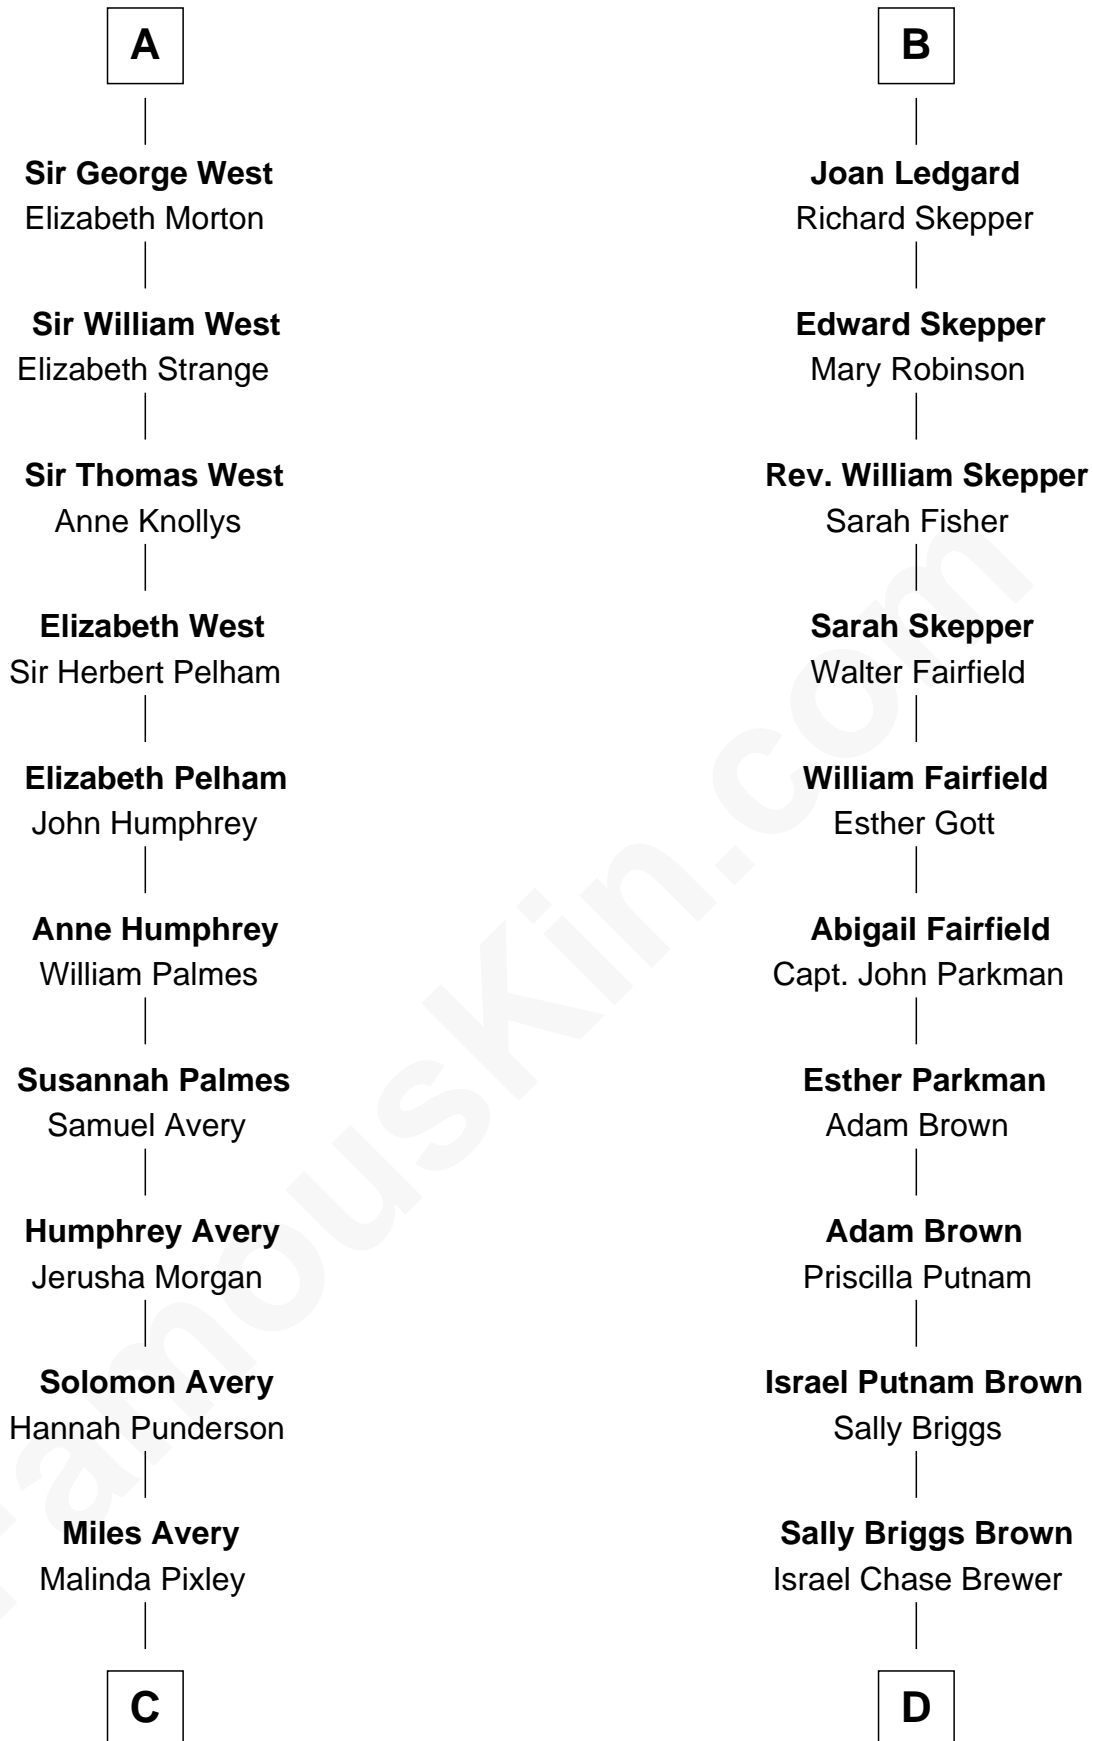 A
Sir George West
Elizabeth Morton
Sir William West
Elizabeth Strange
Sir Thomas West
Anne Knollys
Elizabeth West
Sir Herbert Pelham
Elizabeth Pelham
John Humphrey
Anne Humphrey
William Palmes
Susannah Palmes
Samuel Avery
Humphrey Avery
Jerusha Morgan
Solomon Avery
Hannah Punderson
Miles Avery
Malinda Pixley
C
B
Joan Ledgard
Richard Skepper
Edward Skepper
Mary Robinson
Rev. William Skepper
Sarah Fisher
Sarah Skepper
Walter Fairfield
William Fairfield
Esther Gott
Abigail Fairfield
Capt. John Parkman
Esther Parkman
Adam Brown
Adam Brown
Priscilla Putnam
Israel Putnam Brown
Sally Briggs
Sally Briggs Brown
Israel Chase Brewer
D
FamousKin.com